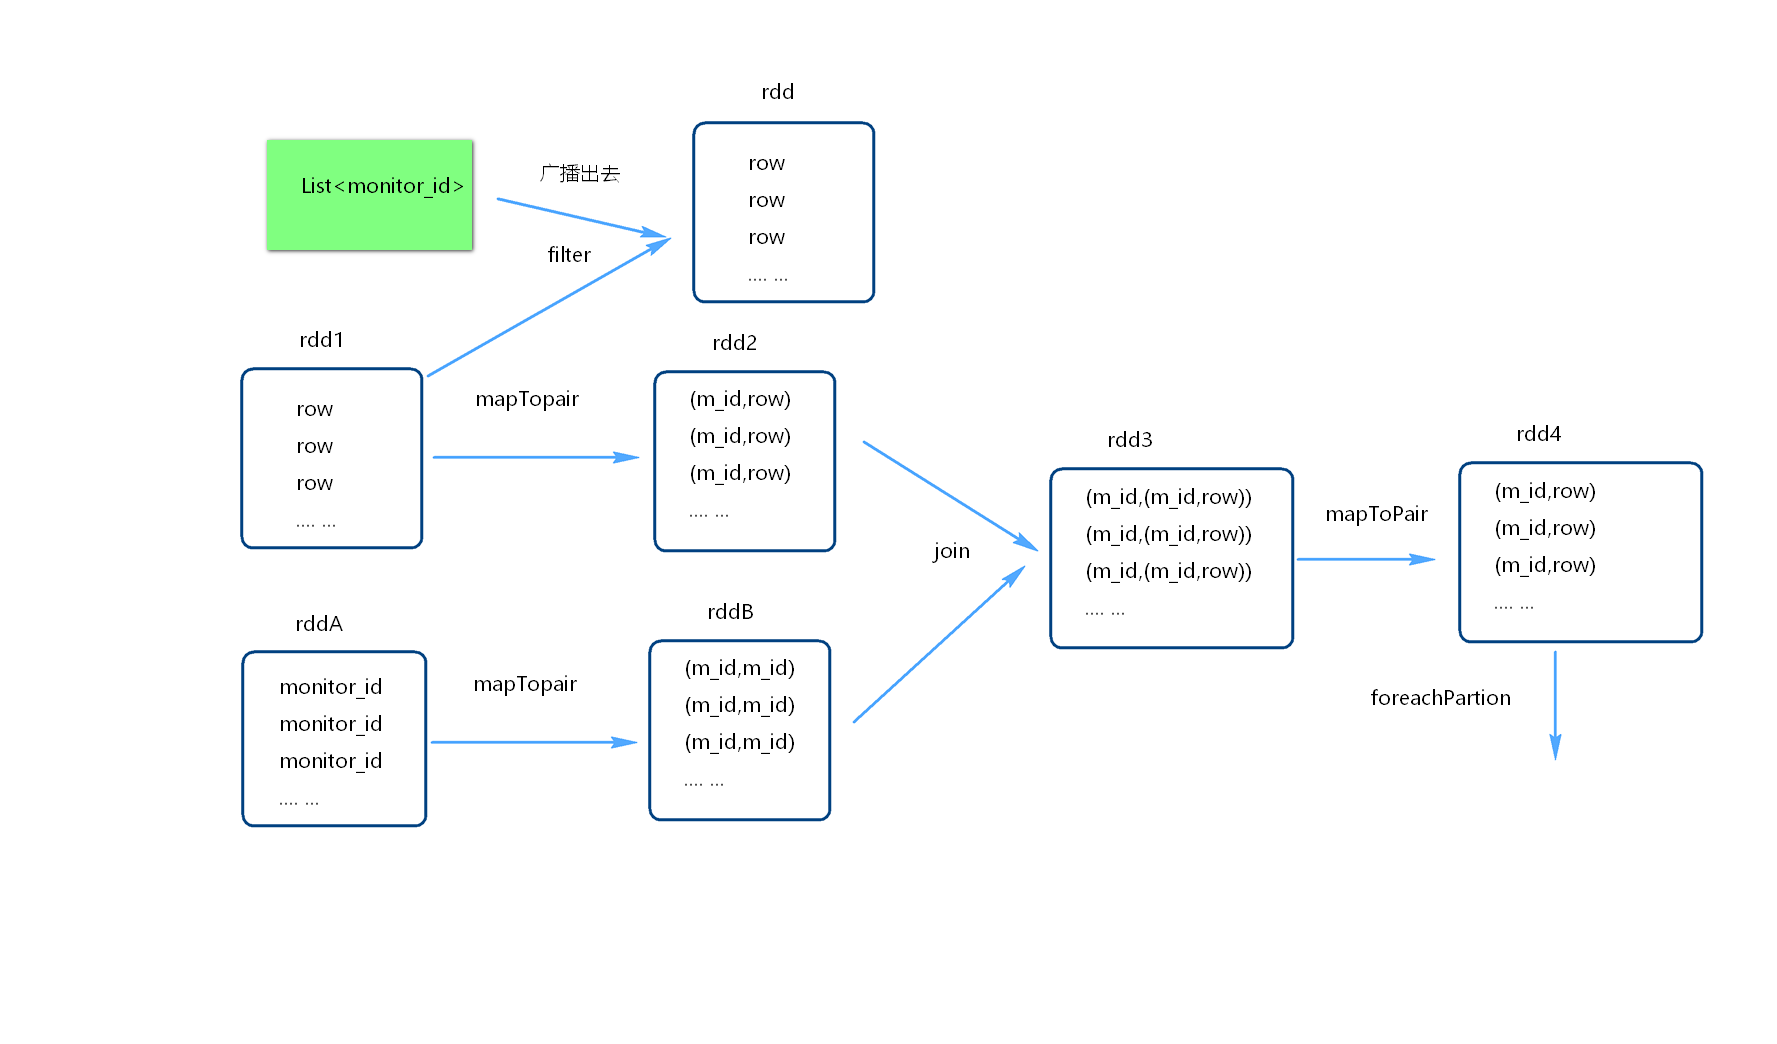 rdd
List<monitor_id>
广播出去
row
row
row
.... ...
filter
rdd1
row
row
row
.... ...
mapTopair
rdd2
(m_id,row)
(m_id,row)
(m_id,row)
.... ...
rddA
monitor_id
monitor_id
monitor_id
.... ...
mapTopair
rddB
(m_id,m_id)
(m_id,m_id)
(m_id,m_id)
.... ...
join
rdd3
(m_id,(m_id,row))
(m_id,(m_id,row))
(m_id,(m_id,row))
.... ...
mapToPair
rdd4
(m_id,row)
(m_id,row)
(m_id,row)
.... ...
foreachPartion